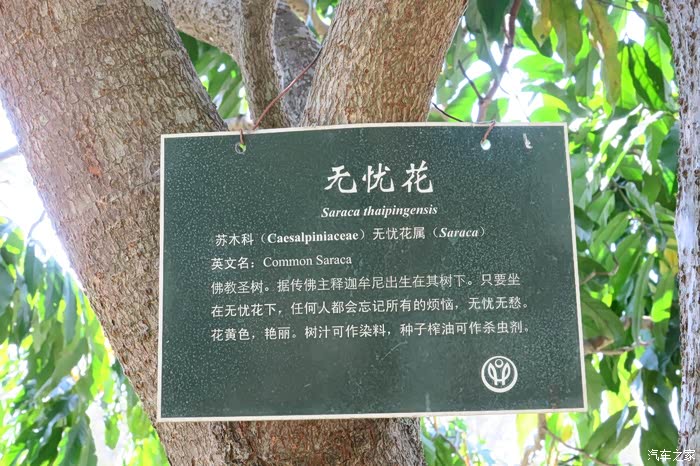 无忧花
Saraca thaipingensis
苏木科（Caesalpiniaceae）无忧花属（Saraca）
英文名：Common Saraca
佛教圣树。据传佛主释迦牟尼出生在其树下。只要坐
在无忧花下，任何人都会忘记所有的烦恼，无忧无愁。
花黄色，艳丽。树汁可作染料，种子榨油可作杀虫剂。
汽车之家